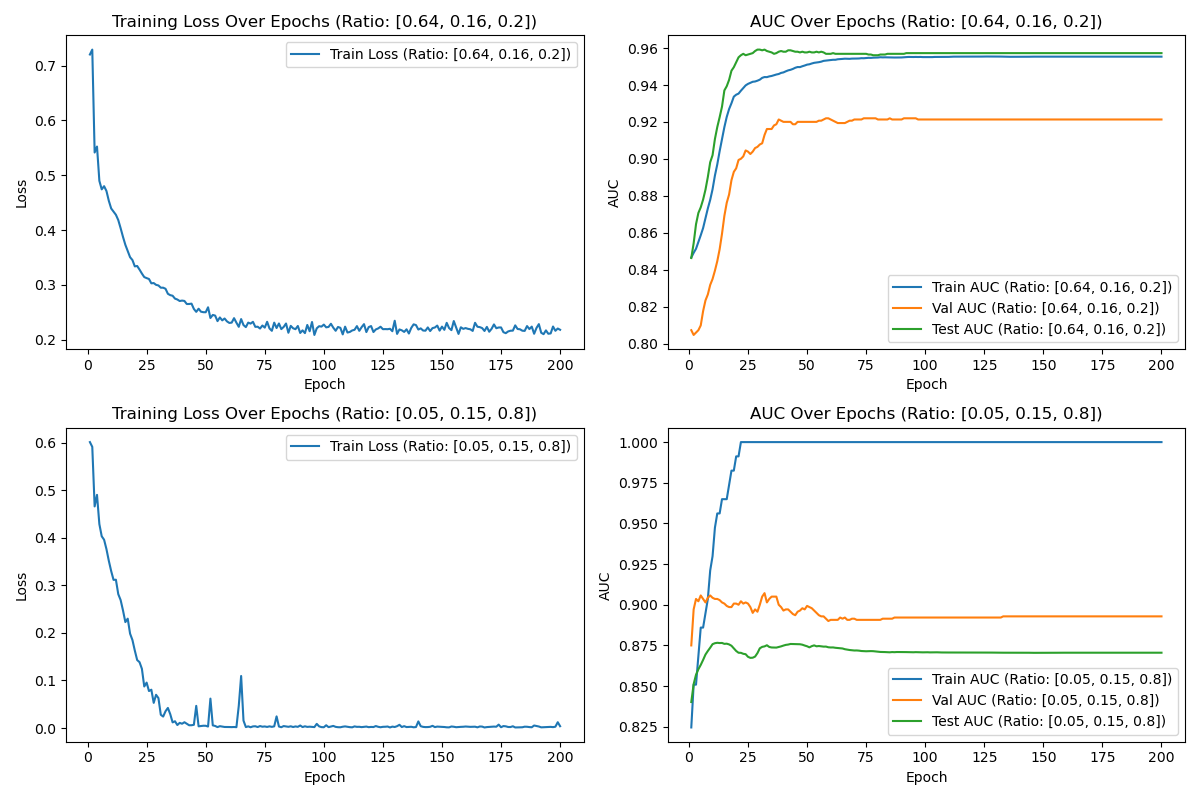 Training Loss Over Epochs (Ratio: [0.64, 0.16, 0.2])
Train Loss (Ratio: [0.64, 0.16, 0.2])
0.7
0.6
0.5
0.4
0.3
0.2
Loss
0 25 50 75 100 125 150 175 200
Epoch
AUC Over Epochs (Ratio: [0.64, 0.16, 0.2])
0.96
0.94
0.92
0.90
0.88
0.86
0.84
0.82
0.80
AUC
Train AUC (Ratio: [0.64, 0.16, 0.2])
Val AUC (Ratio: [0.64, 0.16, 0.2])
Test AUC (Ratio: [0.64, 0.16, 0.2])
0 25 50 75 100 125 150 175 200
Epoch
Training Loss Over Epochs (Ratio: [0.05, 0.15, 0.8])
Train Loss (Ratio: [0.05, 0.15, 0.8])
0.6
0.5
0.4
0.3
0.2
0.1
0.0
Loss
0 25 50 75 100 125 150 175 200
Epoch
AUC Over Epochs (Ratio: [0.05, 0.15, 0.8])
1.000
0.975
0.950
0.925
0.900
0.875
0.850
0.825
AUC
Train AUC (Ratio: [0.05, 0.15, 0.8])
Val AUC (Ratio: [0.05, 0.15, 0.8])
Test AUC (Ratio: [0.05, 0.15, 0.8])
0 25 50 75 100 125 150 175 200
Epoch